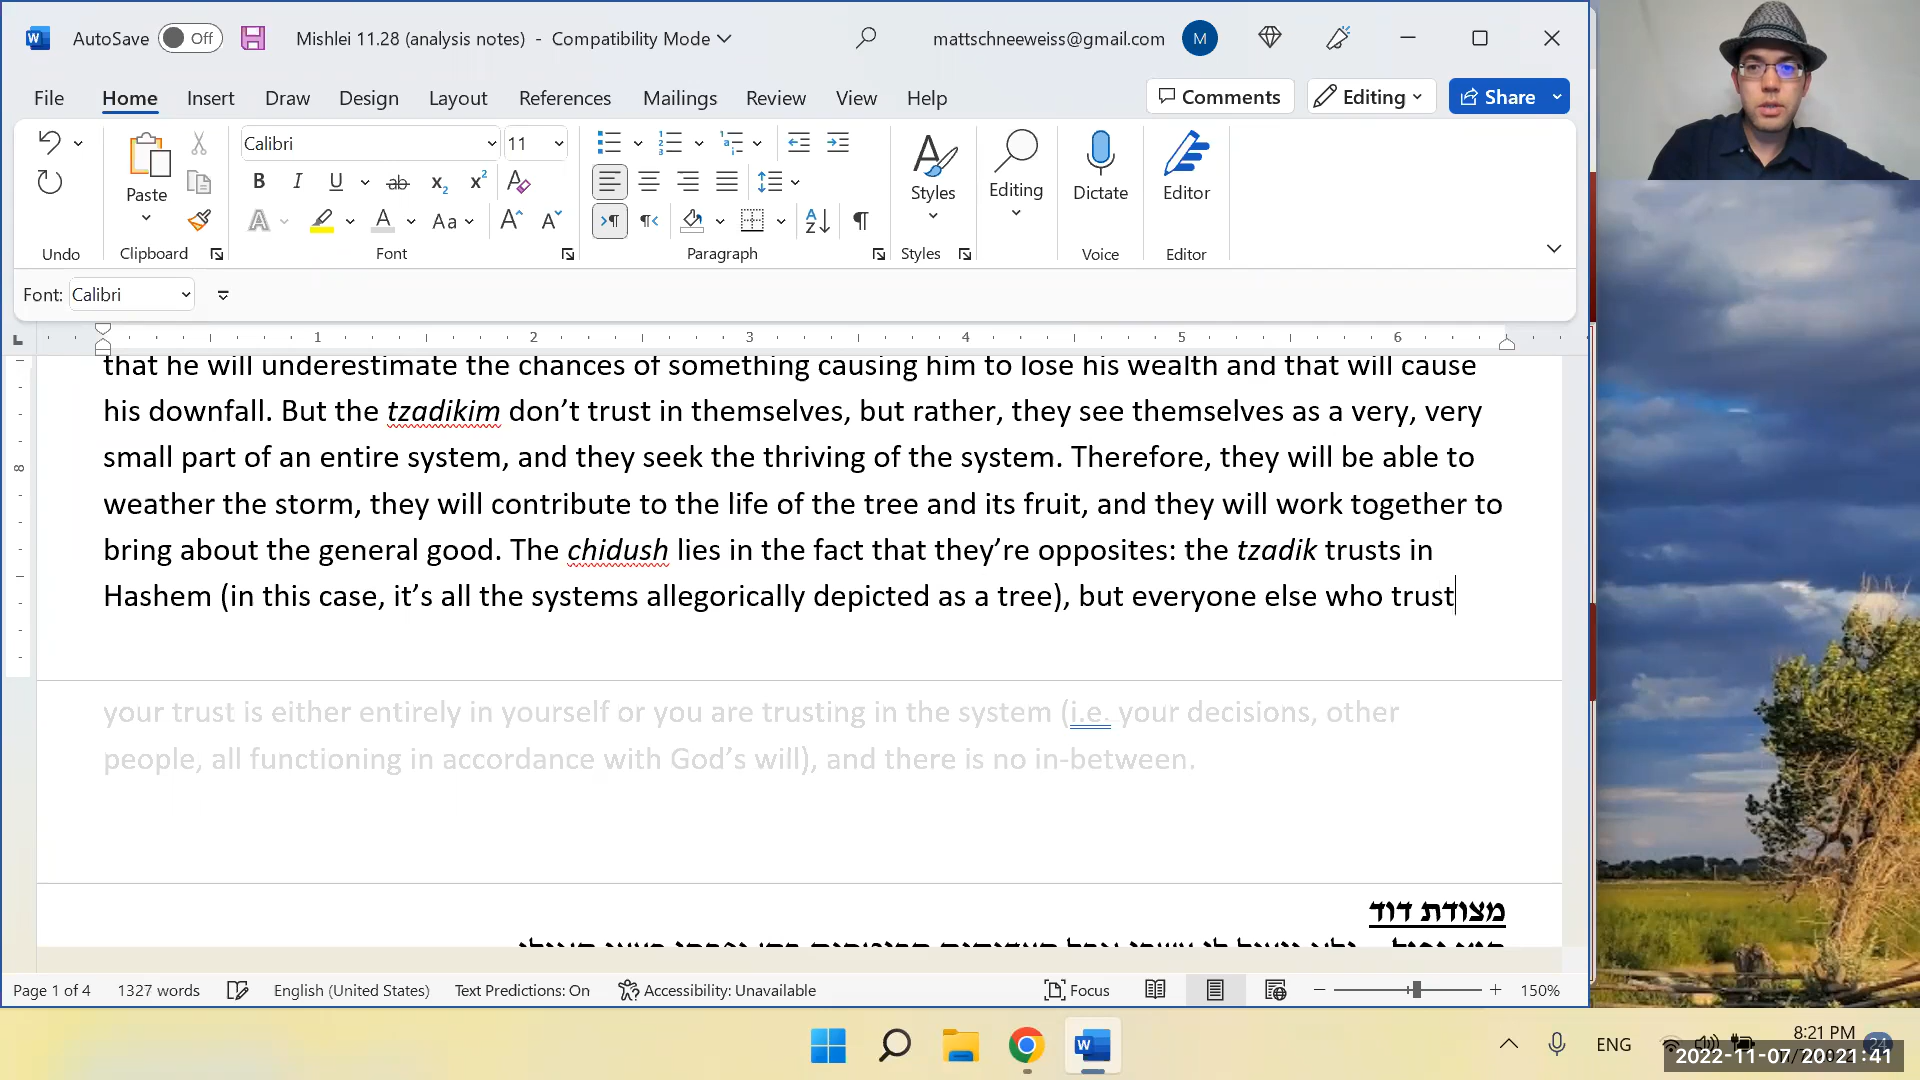 AutoSave Off Mishlei 11.28 (analysis notes) - Compatibility Mode mattschneeweiss@gmail.com M
File Home Insert Draw Design Layout References Mailings Review View Help Comments Editing Share
Calibri 11
Paste Styles Editing Dictate Editor
Undo Clipboard Font Paragraph Styles Voice Editor
Font: Calibri
1 2 3 4 5 6
that he will underestimate the chances of something causing him to lose his wealth and that will cause
his downfall. But the tzadikim don’t trust in themselves, but rather, they see themselves as a very, very
small part of an entire system, and they seek the thriving of the system. Therefore, they will be able to
weather the storm, they will contribute to the life of the tree and its fruit, and they will work together to
bring about the general good. The chidush lies in the fact that they’re opposites: the tzadik trusts in
Hashem (in this case, it’s all the systems allegorically depicted as a tree), but everyone else who trust
your trust is either entirely in yourself or you are trusting in the system (i.e. your decisions, other
people, all functioning in accordance with God’s will), and there is no in-between.
מצודת דוד
Page 1 of 4 1327 words English (United States) Text Predictions: On Accessibility: Unavailable Focus 150%
ENG 8:21 PM 24
2022-11-07 20:21:41